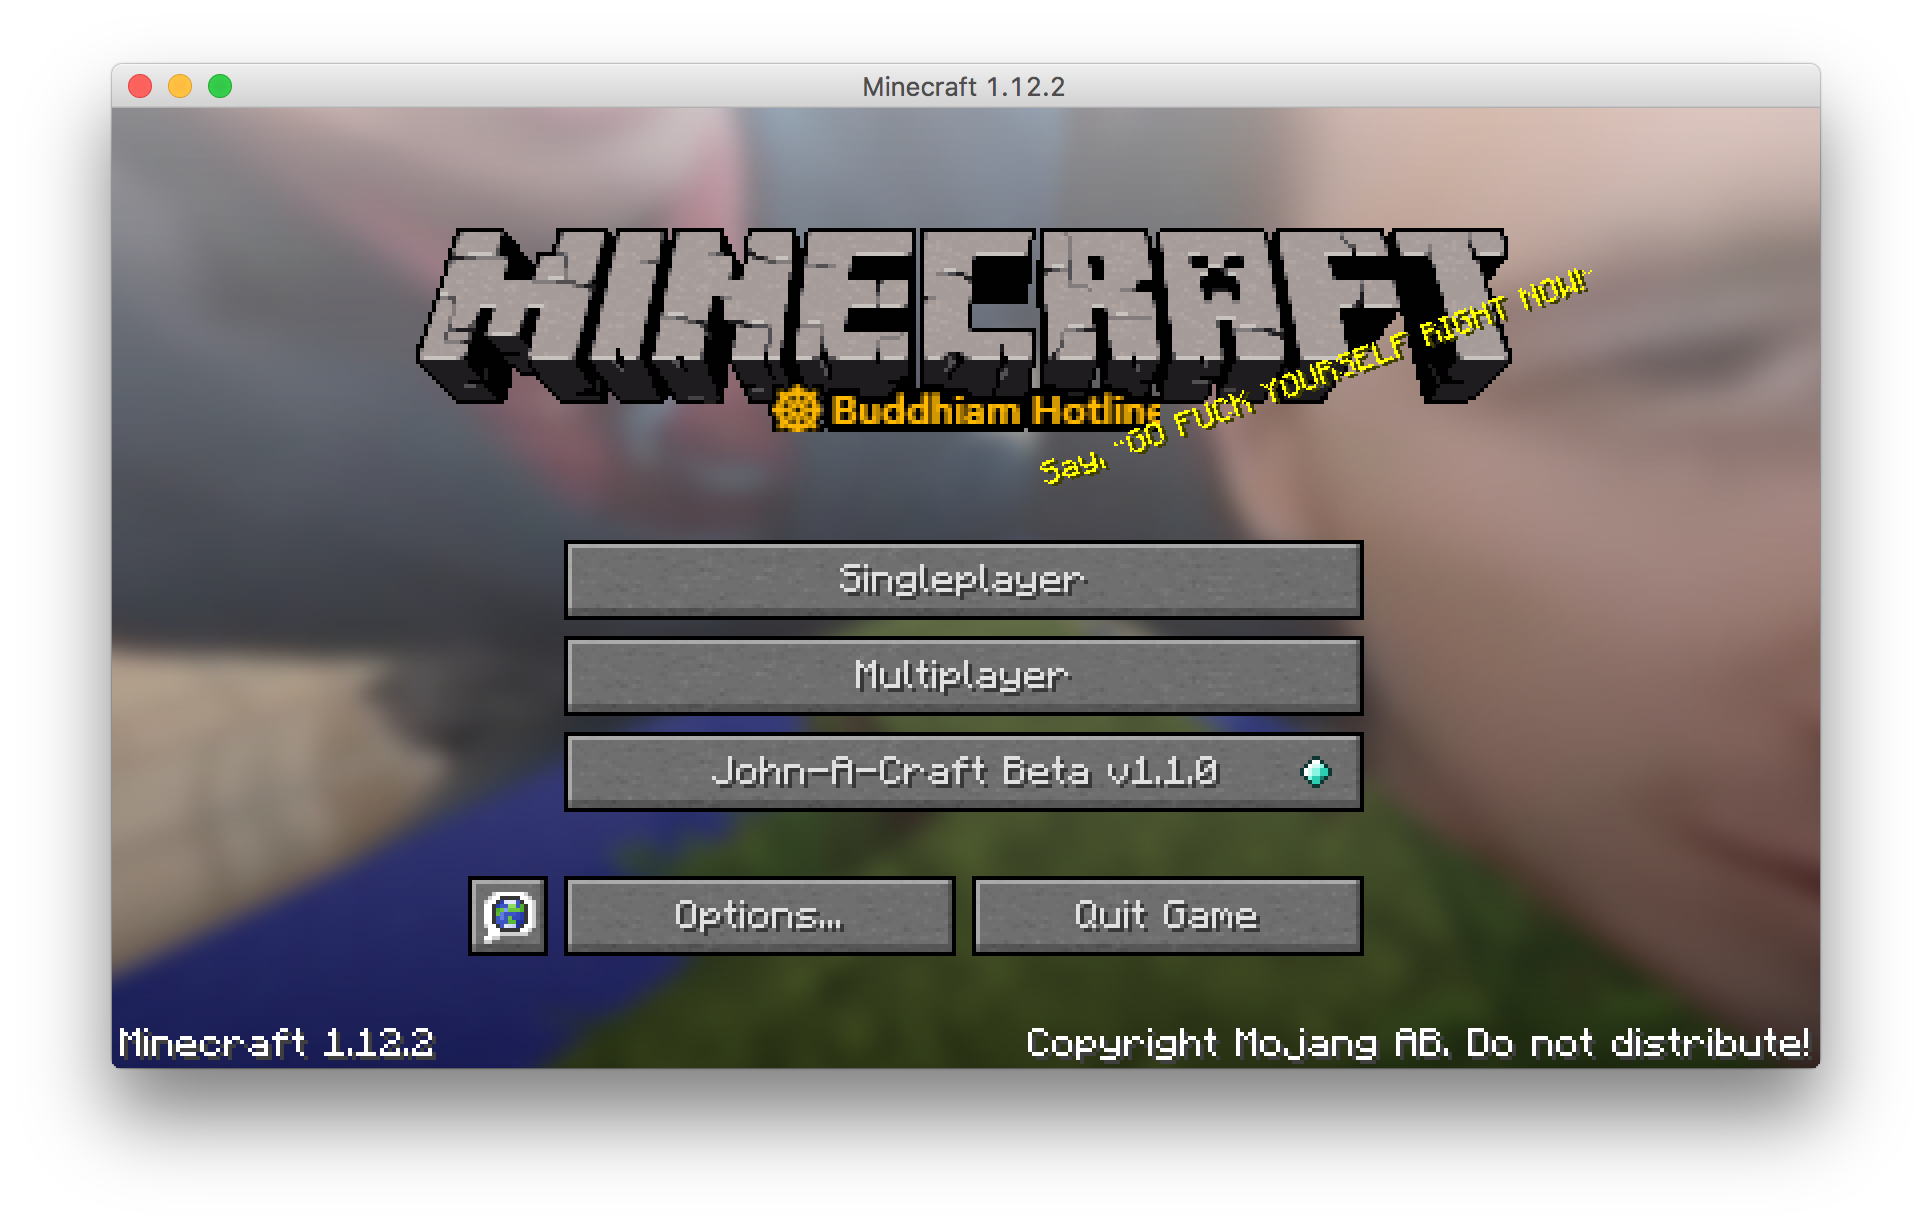 Minecraft 1.12.2
MINECRAFT
Buddhiam Hotline
Say, "GO FUCK YOURSELF RIGHT NOW!"
Singleplayer
Multiplayer
John-A-Craft Beta v1.1.0
Options...
Quit Game
Minecraft 1.12.2
Copyright Mojang AB. Do not distribute!